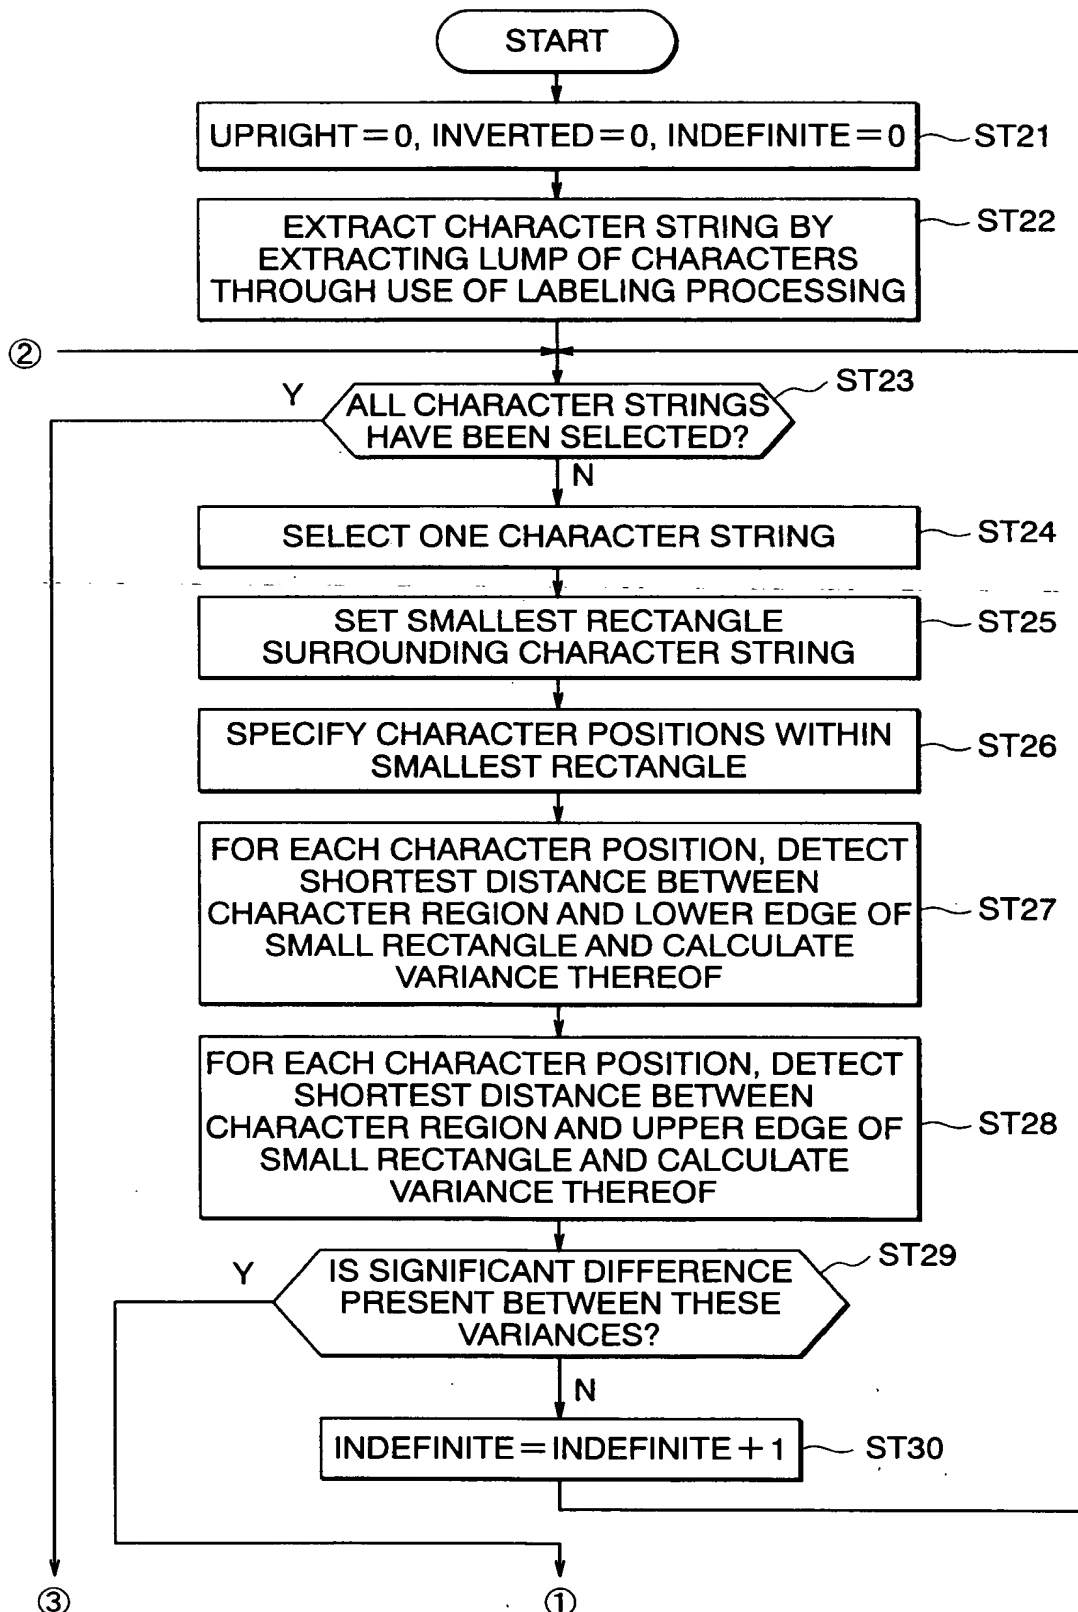 START
UPRIGHT=0, INVERTED=0, INDEFINITE=0
ST21
EXTRACT CHARACTER STRING BY
EXTRACTING LUMP OF CHARACTERS
THROUGH USE OF LABELING PROCESSING
ST22
②
Y
ALL CHARACTER STRINGS
HAVE BEEN SELECTED?
ST23
N
SELECT ONE CHARACTER STRING
ST24
SET SMALLEST RECTANGLE
SURROUNDING CHARACTER STRING
ST25
SPECIFY CHARACTER POSITIONS WITHIN
SMALLEST RECTANGLE
ST26
FOR EACH CHARACTER POSITION, DETECT
SHORTEST DISTANCE BETWEEN
CHARACTER REGION AND LOWER EDGE OF
SMALL RECTANGLE AND CALCULATE
VARIANCE THEREOF
ST27
FOR EACH CHARACTER POSITION, DETECT
SHORTEST DISTANCE BETWEEN
CHARACTER REGION AND UPPER EDGE OF
SMALL RECTANGLE AND CALCULATE
VARIANCE THEREOF
ST28
Y
IS SIGNIFICANT DIFFERENCE
PRESENT BETWEEN THESE
VARIANCES?
ST29
N
INDEFINITE=INDEFINITE+1
ST30
③
①